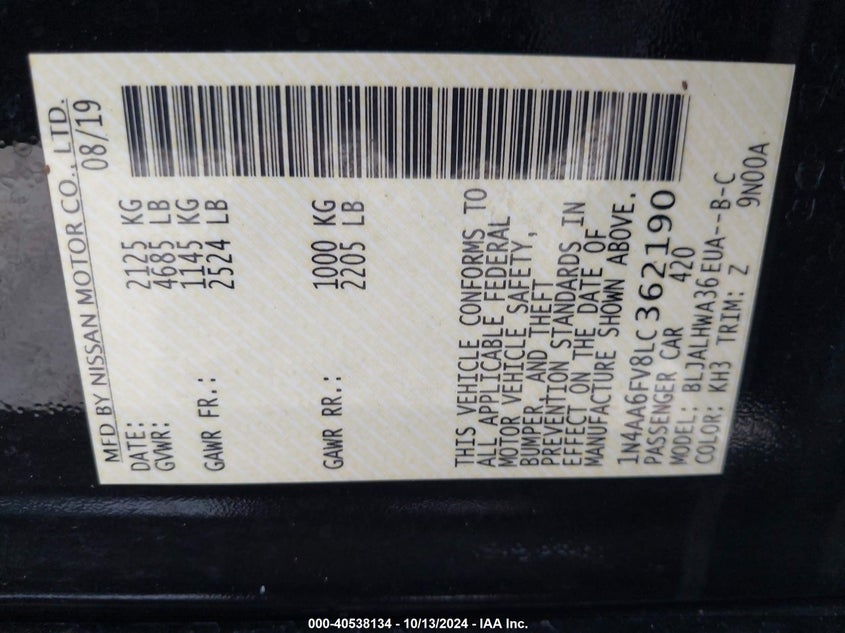 MFD BY NISSAN MOTOR CO., LTD.
DATE: 08/19
GVWR: 2125 KG
4685 LB
GAWR FR.: 1145 KG
2524 LB
GAWR RR.: 1000 KG
2205 LB
THIS VEHICLE CONFORMS TO
ALL APPLICABLE FEDERAL
MOTOR VEHICLE SAFETY,
BUMPER, AND THEFT
PREVENTION STANDARDS IN
EFFECT ON THE DATE OF
MANUFACTURE SHOWN ABOVE.
1N4AA6FV8LC362190
PASSENGER CAR
MODEL: 420
BLJALHWA36EUA--B-C
COLOR: KH3 TRIM: Z 9N00A
000-40538134 - 10/13/2024 - IAA Inc.